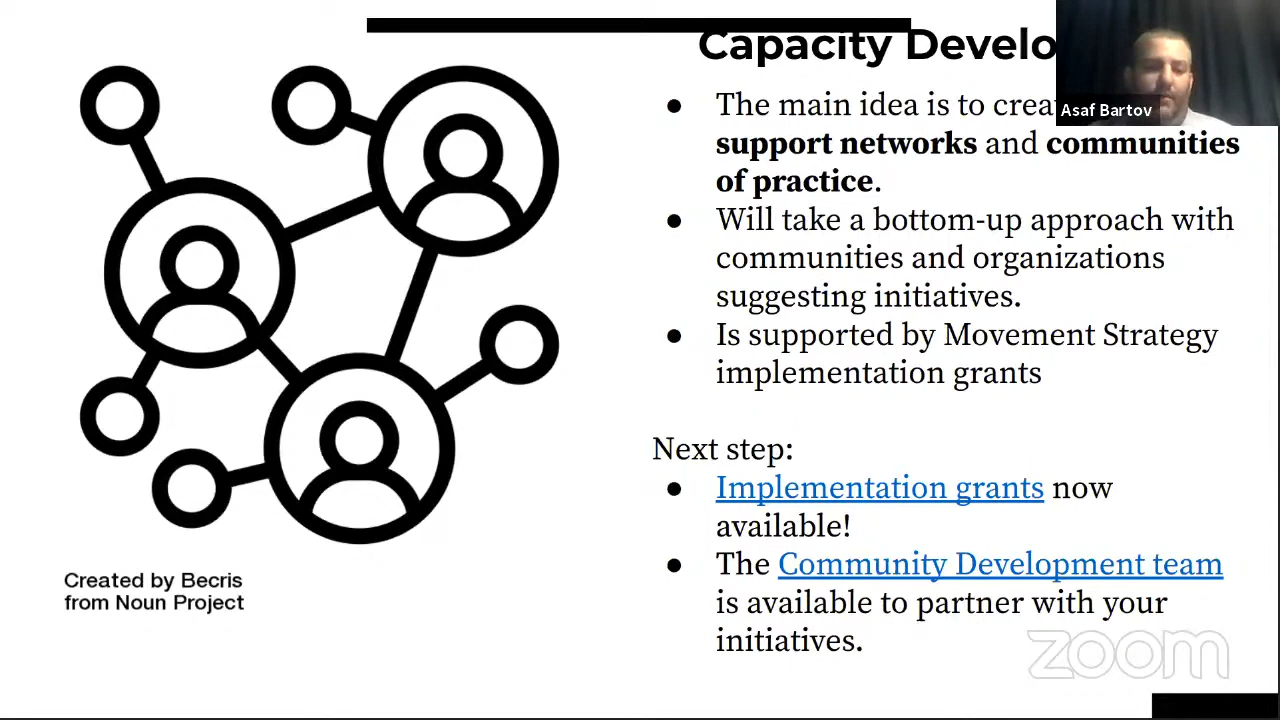 Capacity Develo
Asaf Bartov
● The main idea is to crea
support networks and communities
of practice.
● Will take a bottom-up approach with
communities and organizations
suggesting initiatives.
● Is supported by Movement Strategy
implementation grants
Next step:
● Implementation grants now
available!
● The Community Development team
is available to partner with your
initiatives.
Created by Becris
from Noun Project
zoom